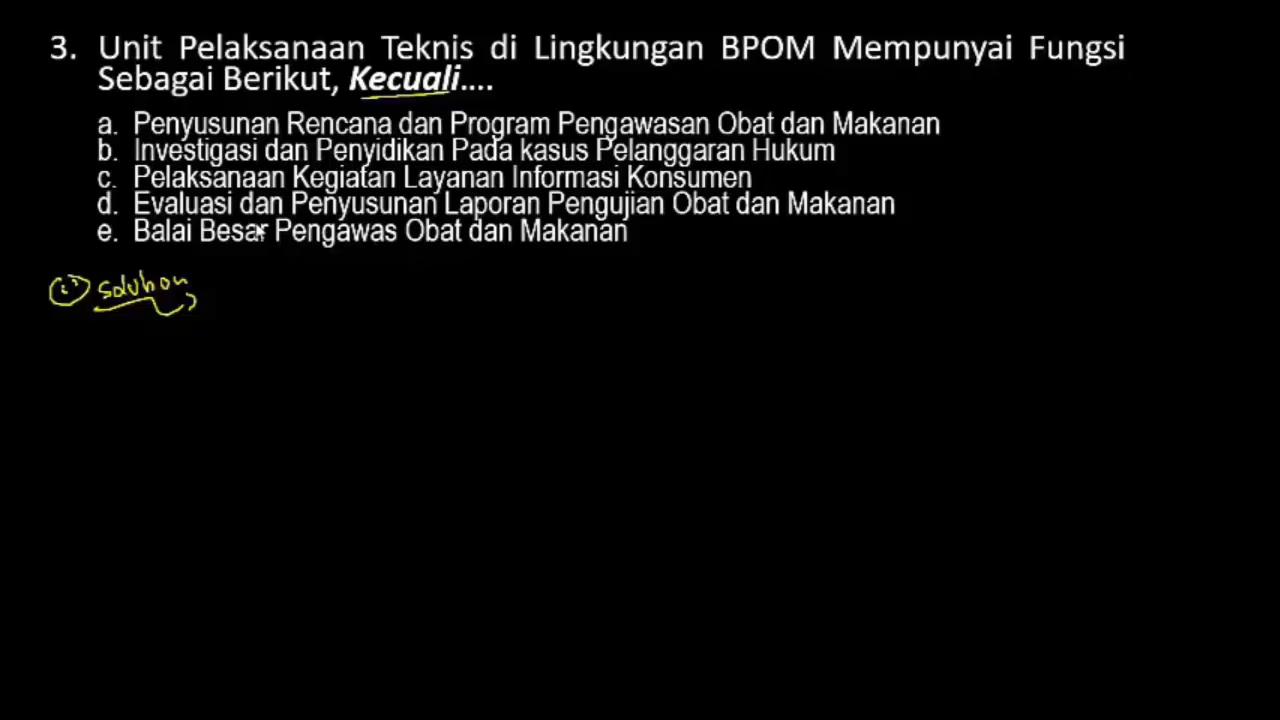 3. Unit Pelaksanaan Teknis di Lingkungan BPOM Mempunyai Fungsi
Sebagai Berikut, Kecuali....
a. Penyusunan Rencana dan Program Pengawasan Obat dan Makanan
b. Investigasi dan Penyidikan Pada kasus Pelanggaran Hukum
c. Pelaksanaan Kegiatan Layanan Informasi Konsumen
d. Evaluasi dan Penyusunan Laporan Pengujian Obat dan Makanan
e. Balai Besar Pengawas Obat dan Makanan
Soluhon